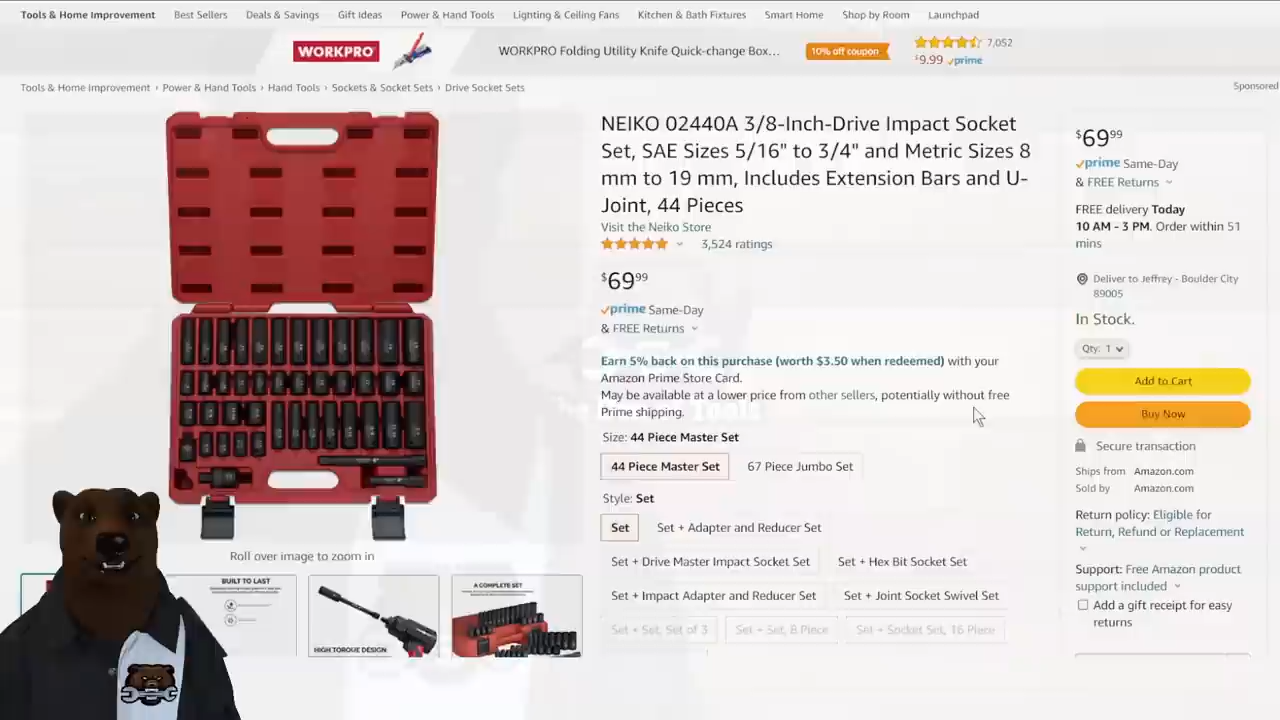 Tools & Home Improvement Best Sellers Deals & Savings Gift Ideas Power & Hand Tools Lighting & Ceiling Fans Kitchen & Bath Fixtures Smart Home Shop by Room Launchpad
WORKPRO WORKPRO Folding Utility Knife Quick-change Box... 10% off coupon 7,052
$9.99 prime
Tools & Home Improvement › Power & Hand Tools › Hand Tools › Sockets & Socket Sets › Drive Socket Sets
Sponsored
NEIKO 02440A 3/8-Inch-Drive Impact Socket
Set, SAE Sizes 5/16" to 3/4" and Metric Sizes 8
mm to 19 mm, Includes Extension Bars and U-
Joint, 44 Pieces
Visit the Neiko Store
3,524 ratings
$6999
prime Same-Day
& FREE Returns
Earn 5% back on this purchase (worth $3.50 when redeemed) with your
Amazon Prime Store Card.
May be available at a lower price from other sellers, potentially without free
Prime shipping.
Tools
Size: 44 Piece Master Set
44 Piece Master Set 67 Piece Jumbo Set
Style: Set
Set Set + Adapter and Reducer Set
Set + Drive Master Impact Socket Set Set + Hex Bit Socket Set
Set + Impact Adapter and Reducer Set Set + Joint Socket Swivel Set
Set + Set, Set of 3 Set + Set, 8 Piece Set + Socket Set, 16 Piece
Roll over image to zoom in
BUILT TO LAST
HIGH TORQUE DESIGN
A COMPLETE SET
$6999
prime Same-Day
& FREE Returns
FREE delivery Today
10 AM - 3 PM. Order within 51
mins
Deliver to Jeffrey - Boulder City
89005
In Stock.
Qty: 1
Add to Cart
Buy Now
Secure transaction
Ships from Amazon.com
Sold by Amazon.com
Return policy: Eligible for
Return, Refund or Replacement
Support: Free Amazon product
support included
Add a gift receipt for easy
returns